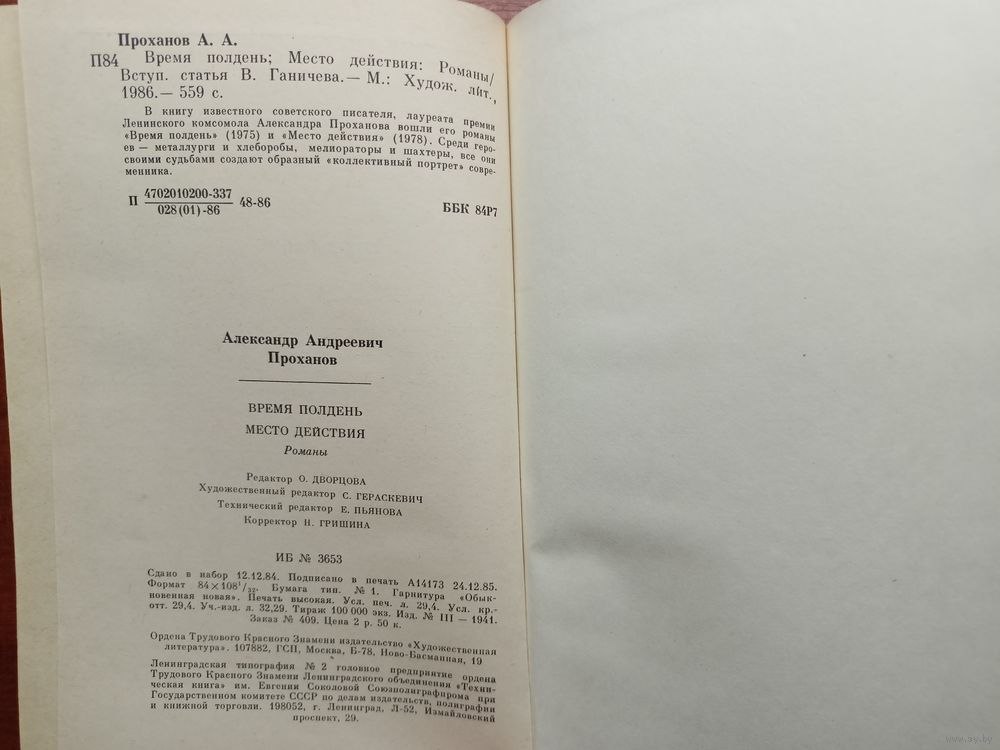 Проханов А. А.
П84 Время полдень; Место действия: Романы/
Вступ. статья В. Ганичева.— М.: Худож. лит.,
1986.— 559 с.
В книгу известного советского писателя, лауреата премии
Ленинского комсомола Александра Проханова вошли его романы
«Время полдень» (1975) и «Место действия» (1978). Среди геро-
ев — металлурги и хлеборобы, мелиораторы и шахтеры, все они
своими судьбами создают образный «коллективный портрет» совре-
менника.
П 4702010200-337
028(01)-86 48-86
ББК 84Р7
Александр Андреевич
Проханов
ВРЕМЯ ПОЛДЕНЬ
МЕСТО ДЕЙСТВИЯ
Романы
Редактор О. ДВОРЦОВА
Художественный редактор С. ГЕРАСКЕВИЧ
Технический редактор Е. ПЬЯНОВА
Корректор Н. ГРИШИНА
ИБ № 3653
Сдано в набор 12.12.84. Подписано в печать А14173 24.12.85.
Формат 84×108¹/₃₂. Бумага тип. № 1. Гарнитура «Обык-
новенная новая». Печать высокая. Усл. печ. л. 29,4. Усл. кр.-
отт. 29,4. Уч.-изд. л. 32,29. Тираж 100 000 экз. Изд. № III — 1941.
Заказ № 409. Цена 2 р. 50 к.
Ордена Трудового Красного Знамени издательство «Художественная
литература». 107882, ГСП, Москва, Б-78, Ново-Басманная, 19
Ленинградская типография № 2 головное предприятие ордена
Трудового Красного Знамени Ленинградского объединения «Техни-
ческая книга» им. Евгении Соколовой Союзполиграфпрома при
Государственном комитете СССР по делам издательств, полиграфии
и книжной торговли. 198052, г. Ленинград, Л-52, Измайловский
проспект, 29.
www.ay.by